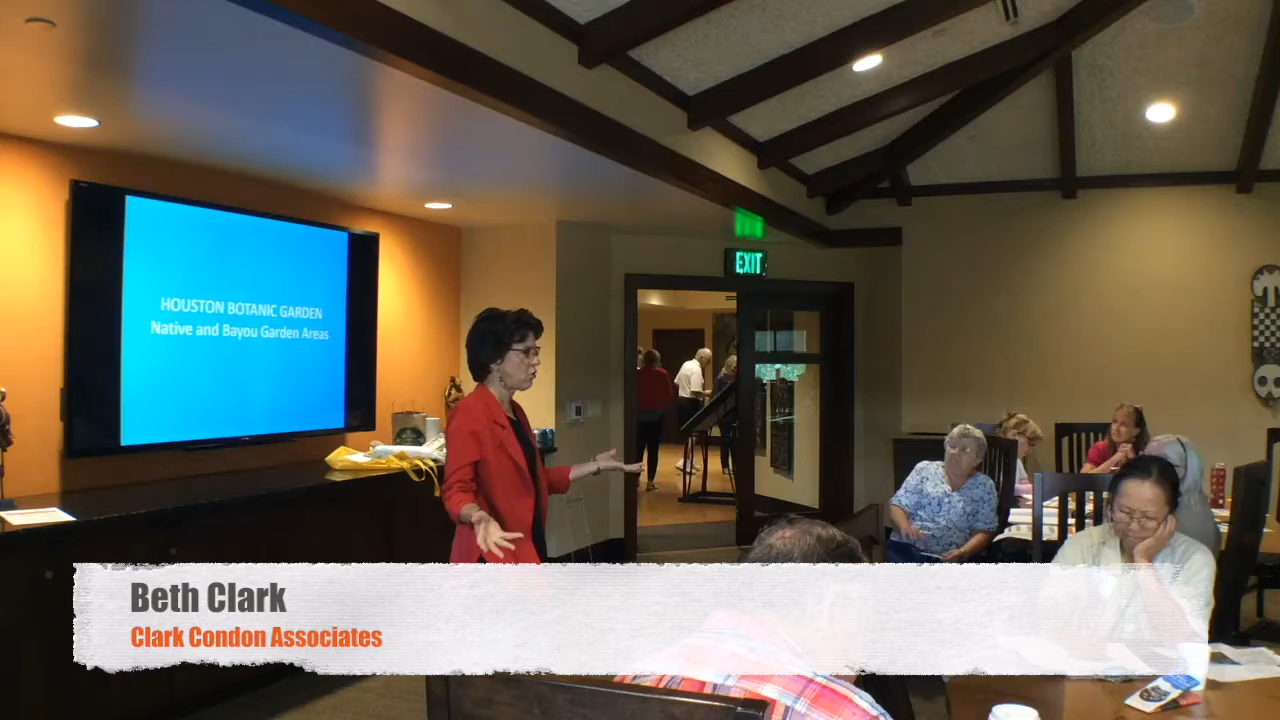 HOUSTON BOTANIC GARDEN
Native and Bayou Garden Areas
EXIT
Beth Clark
Clark Condon Associates